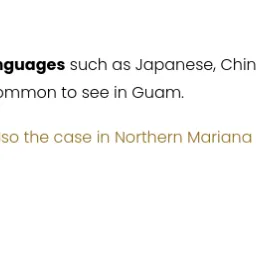 nguages such as Japanese, Chin
ommon to see in Guam.
so the case in Northern Mariana